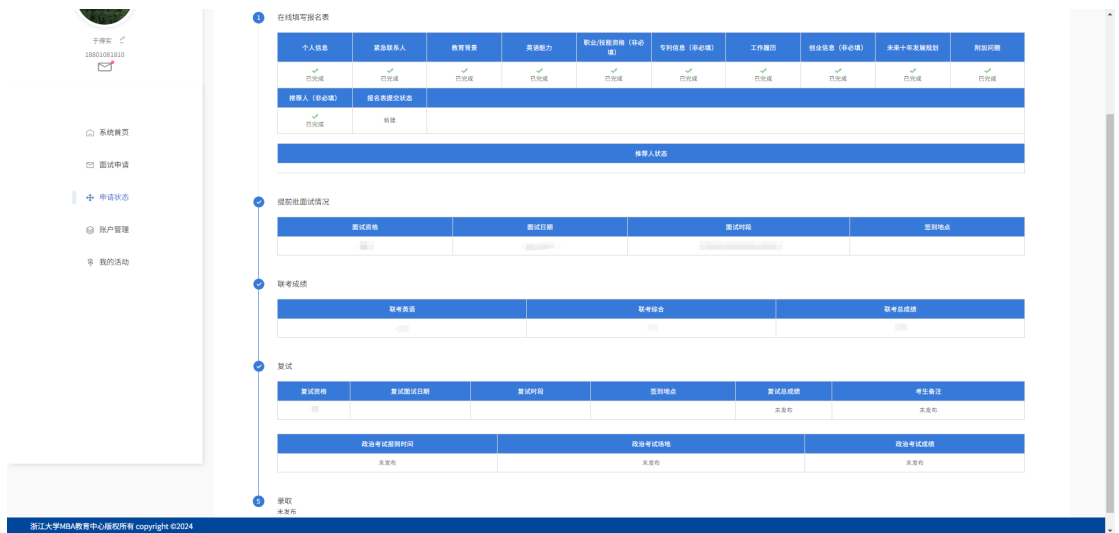 于得实
18801081810
系统首页
面试申请
申请状态
账户管理
我的活动
1 在线填写报名表
个人信息 紧急联系人 教育背景 英语能力 职业/技能资格（非必填） 专利信息（非必填） 工作履历 创业信息（非必填） 未来十年发展规划 附加问题
已完成 已完成 已完成 已完成 已完成 已完成 已完成 已完成 已完成 已完成
推荐人（非必填） 报名表提交状态
已完成 新建
推荐人状态
提前批面试情况
面试资格 面试日期 面试时段 签到地点
联考成绩
联考英语 联考综合 联考总成绩
复试
复试资格 复试面试日期 复试时段 签到地点 复试总成绩 考生备注
未发布 未发布
政治考试报到时间 政治考试场地 政治考试成绩
未发布 未发布 未发布
5 录取
未发布
浙江大学MBA教育中心版权所有 copyright ©2024